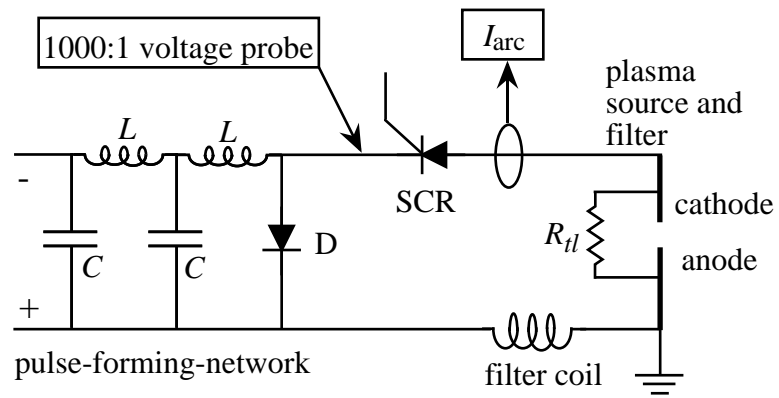 1000:1 voltage probe
I_arc
plasma
source and
filter
L
L
-
SCR
cathode
C
C
D
R_tl
anode
+
pulse-forming-network
filter coil